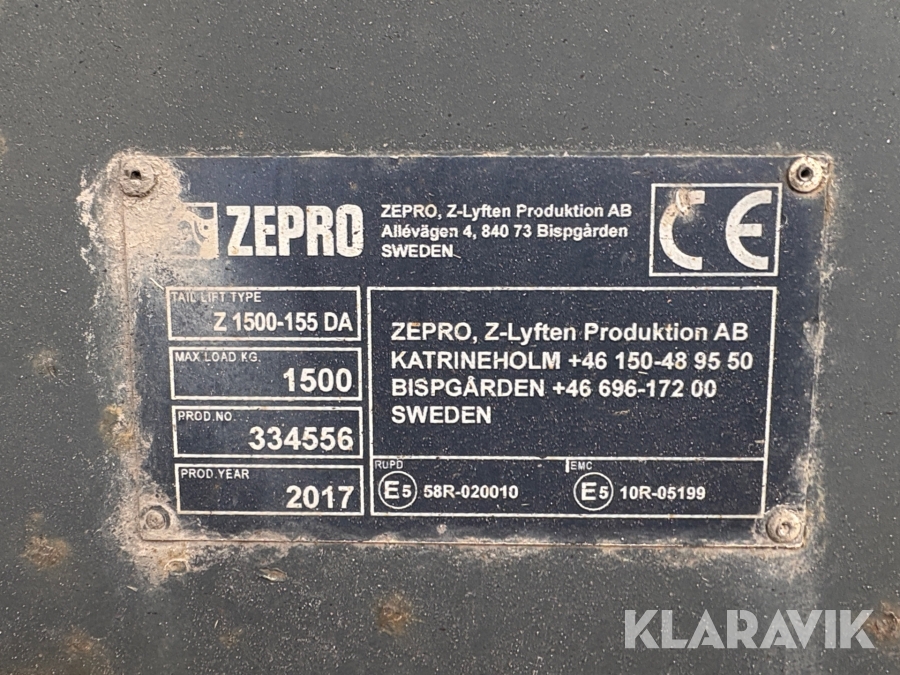 ZEPRO
ZEPRO, Z-Lyften Produktion AB
Allévägen 4, 840 73 Bispgården
SWEDEN
CE
TAIL LIFT TYPE
Z 1500-155 DA
MAX LOAD KG.
1500
PROD.NO.
334556
PROD.YEAR
2017
ZEPRO, Z-Lyften Produktion AB
KATRINEHOLM +46 150-48 95 50
BISPGÅRDEN +46 696-172 00
SWEDEN
RUPD
E5 58R-020010
EMC
E5 10R-05199
KLARAVIK